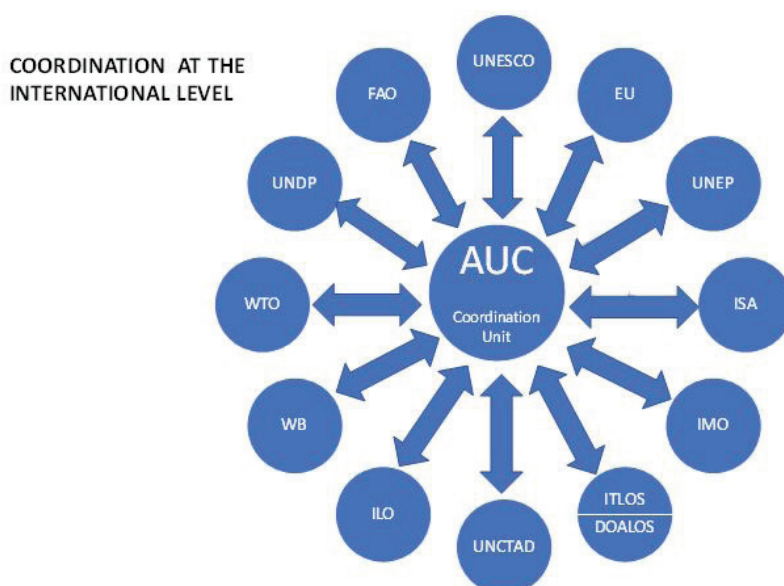 COORDINATION AT THE
INTERNATIONAL LEVEL
UNESCO
EU
UNEP
ISA
IMO
ITLOS
DOALOS
UNCTAD
ILO
WB
WTO
UNDP
FAO
AUC
Coordination
Unit